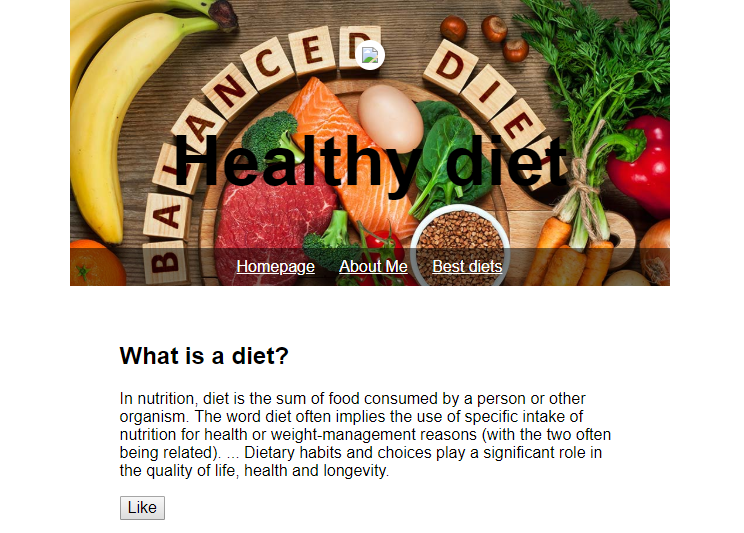 BALANCED DIET
Healthy diet
Homepage About Me Best diets
What is a diet?
In nutrition, diet is the sum of food consumed by a person or other
organism. The word diet often implies the use of specific intake of
nutrition for health or weight-management reasons (with the two often
being related). ... Dietary habits and choices play a significant role in
the quality of life, health and longevity.
Like